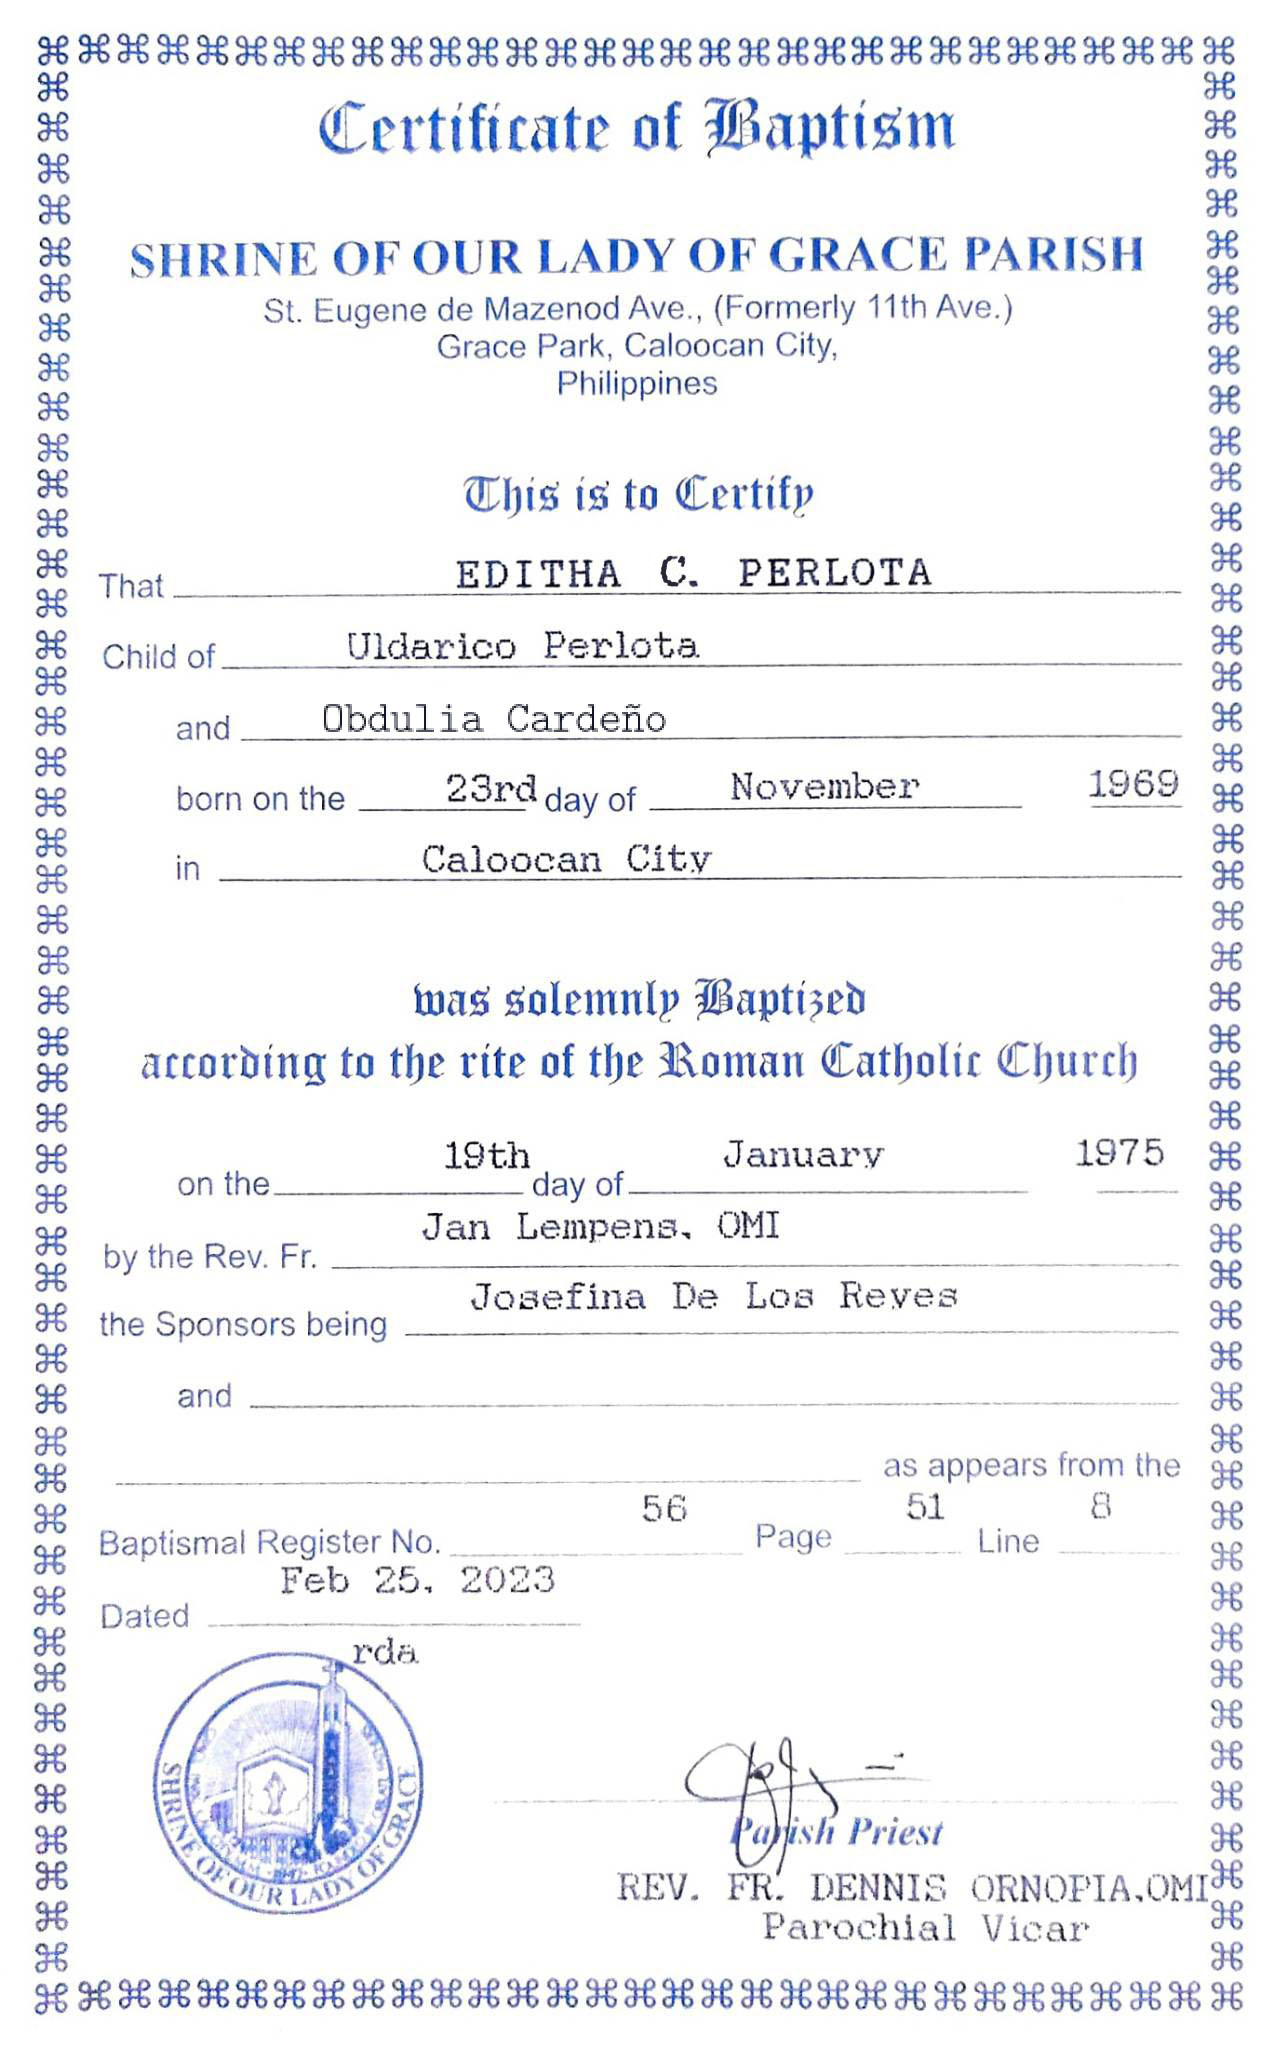 Certificate of Baptism
SHRINE OF OUR LADY OF GRACE PARISH
St. Eugene de Mazenod Ave., (Formerly 11th Ave.)
Grace Park, Caloocan City,
Philippines
This is to Certify
That EDITHA C. PERLOTA
Child of Uldarico Perlota
and Obdulia Cardeño
born on the 23rd day of November 1969
in Caloocan City
was solemnly Baptized
according to the rite of the Roman Catholic Church
on the 19th day of January 1975
by the Rev. Fr. Jan Lempens, OMI
the Sponsors being Josefina De Los Reyes
and
as appears from the
Baptismal Register No. 56 Page 51 Line 8
Dated Feb 25, 2023
rda
SHRINE OF OUR LADY OF GRACE
Parish Priest
REV. FR. DENNIS ORNOPIA,OMI
Parochial Vicar